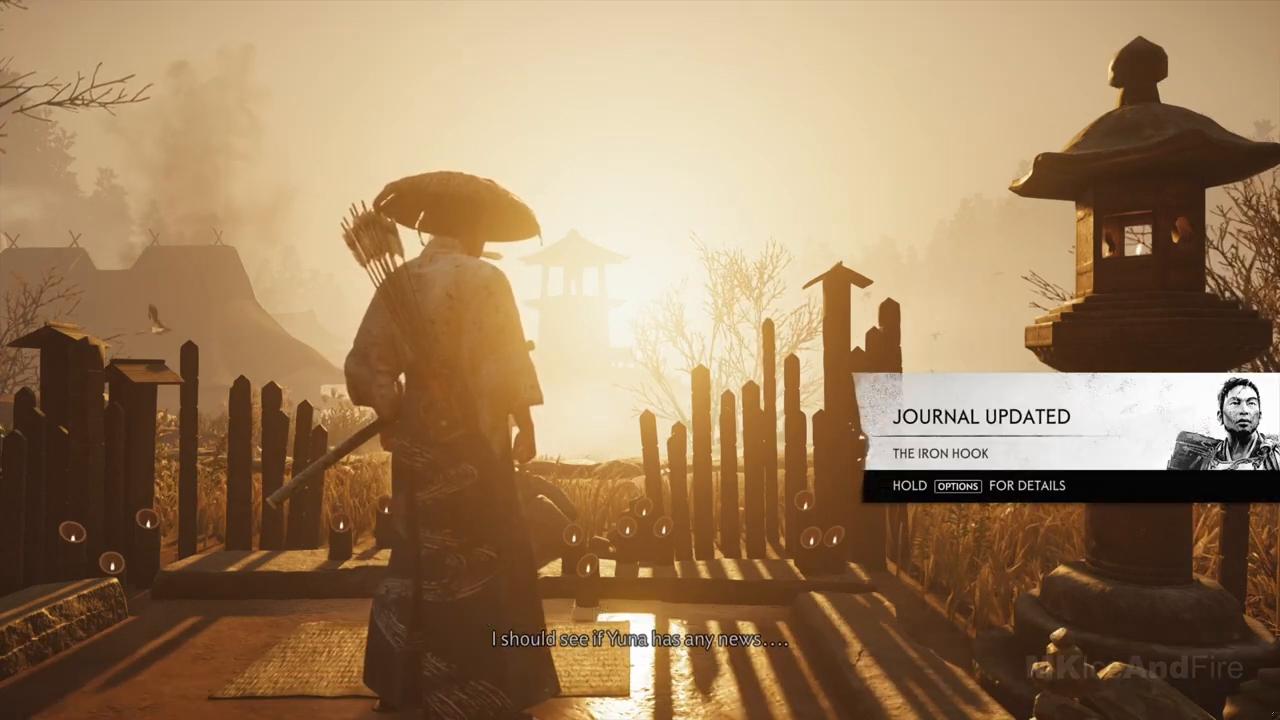 JOURNAL UPDATED
THE IRON HOOK
HOLD OPTIONS FOR DETAILS
I should see if Yuna has any news....